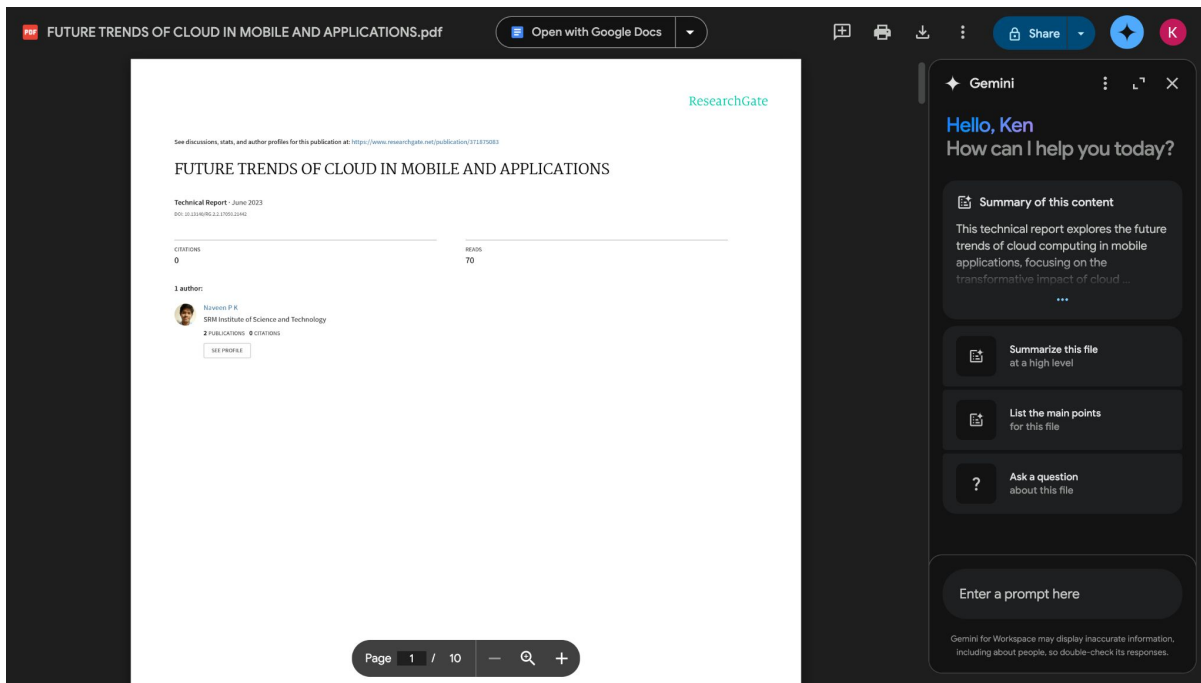 PDF
FUTURE TRENDS OF CLOUD IN MOBILE AND APPLICATIONS.pdf
Open with Google Docs
Share
K
ResearchGate
See discussions, stats, and author profiles for this publication at: https://www.researchgate.net/publication/371875083
FUTURE TRENDS OF CLOUD IN MOBILE AND APPLICATIONS
Technical Report · June 2023
CITATIONS
0
READS
70
1 author:
Naveen P K
SRM Institute of Science and Technology
2 PUBLICATIONS 0 CITATIONS
SEE PROFILE
Page 1 / 10
Gemini
Hello, Ken
How can I help you today?
Summary of this content
This technical report explores the future
trends of cloud computing in mobile
applications, focusing on the
transformative impact of cloud ...
Summarize this file
at a high level
List the main points
for this file
Ask a question
about this file
Enter a prompt here
Gemini for Workspace may display inaccurate information,
including about people, so double-check its responses.